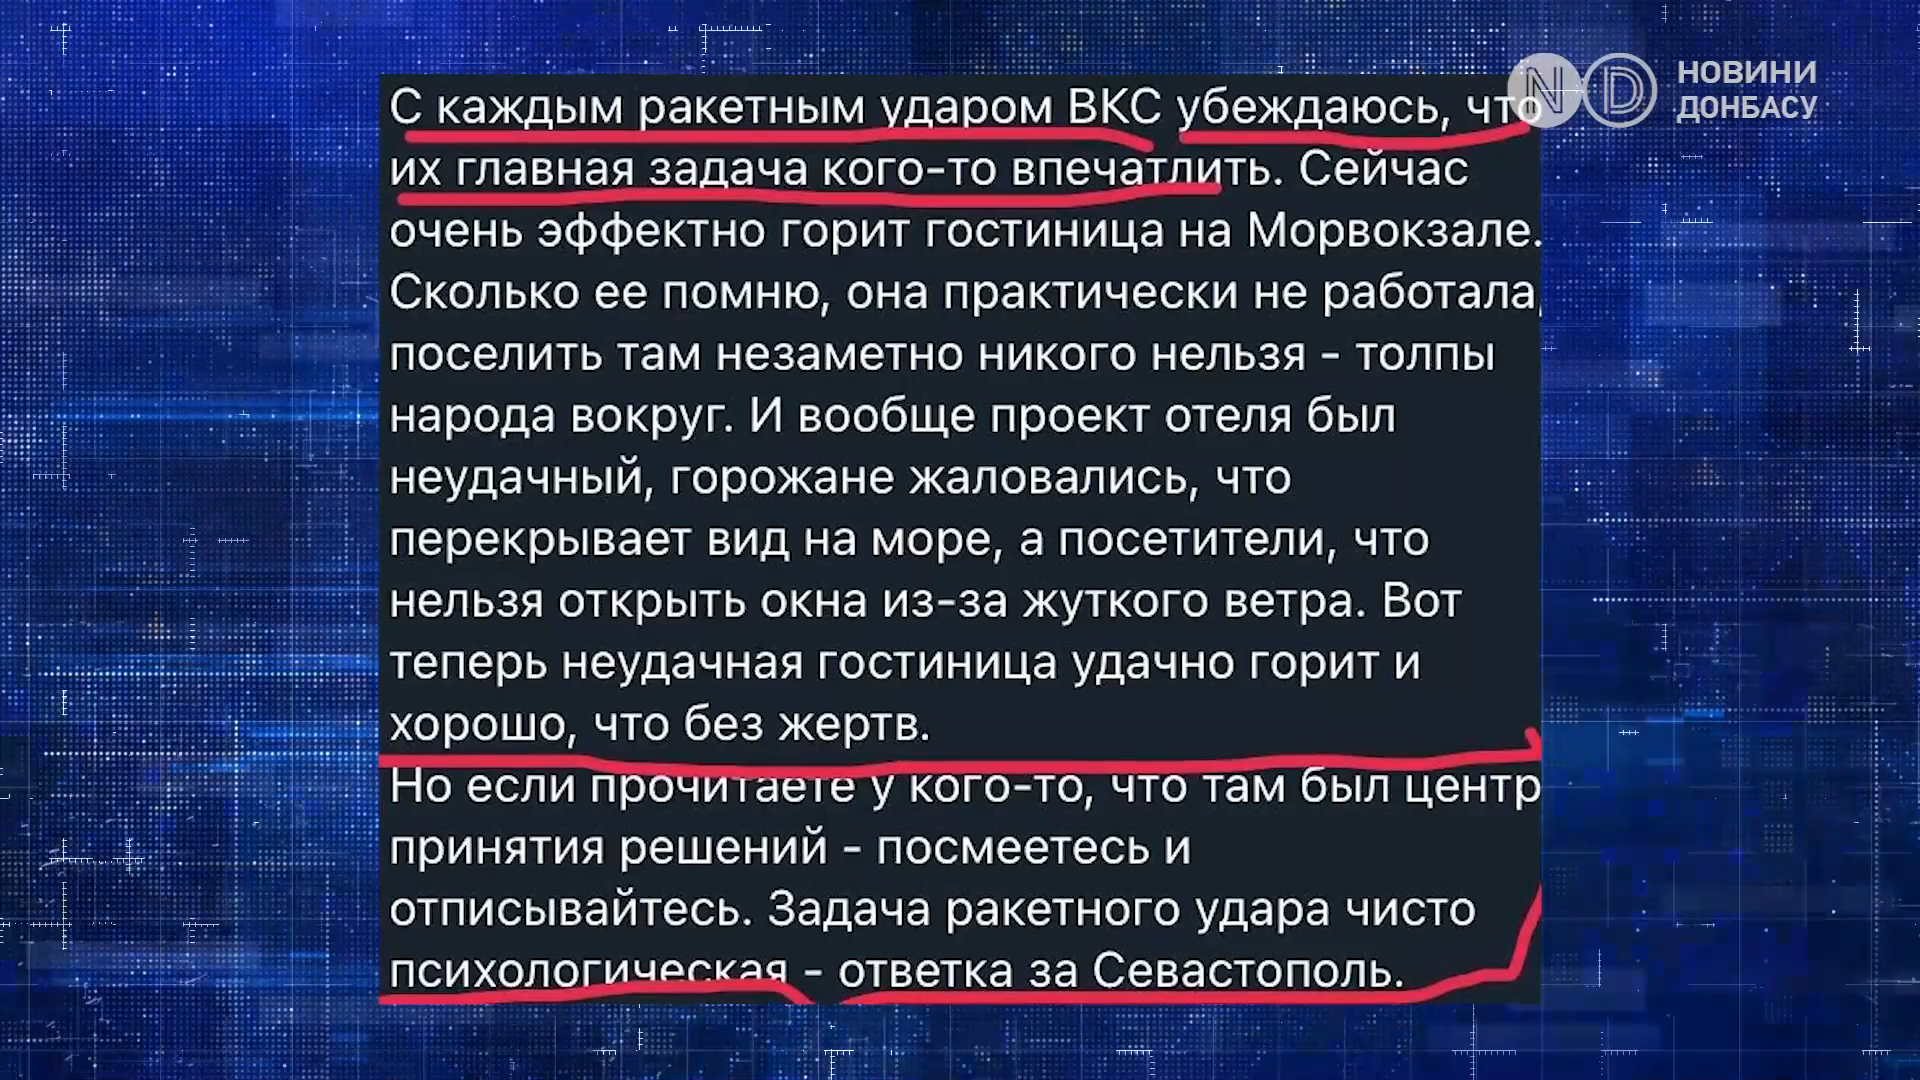 ND
НОВИНИ
ДОНБАСУ
С каждым ракетным ударом ВКС убеждаюсь, что
их главная задача кого-то впечатлить. Сейчас
очень эффектно горит гостиница на Морвокзале.
Сколько ее помню, она практически не работала,
поселить там незаметно никого нельзя - толпы
народа вокруг. И вообще проект отеля был
неудачный, горожане жаловались, что
перекрывает вид на море, а посетители, что
нельзя открыть окна из-за жуткого ветра. Вот
теперь неудачная гостиница удачно горит и
хорошо, что без жертв.
Но если прочитаете у кого-то, что там был центр
принятия решений - посмеетесь и
отписывайтесь. Задача ракетного удара чисто
психологическая - ответка за Севастополь.